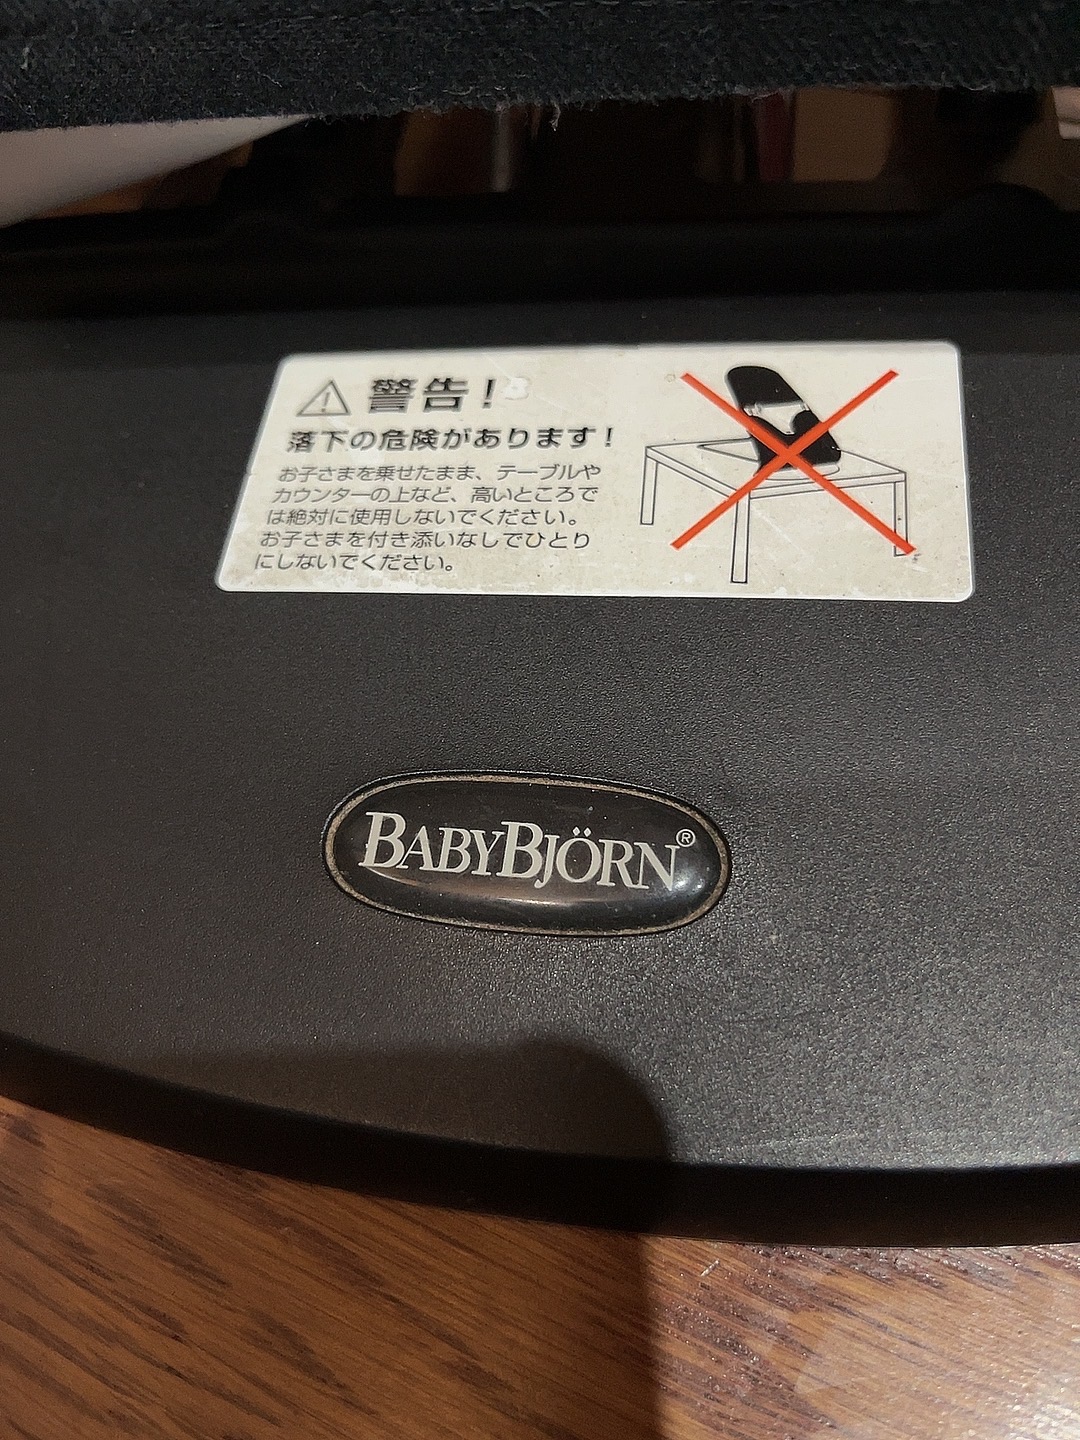 警告！
落下の危険があります！
お子さまを乗せたまま、テーブルや
カウンターの上など、高いところで
は絶対に使用しないでください。
お子さまを付き添いなしでひとり
にしないでください。
BABYBJÖRN®